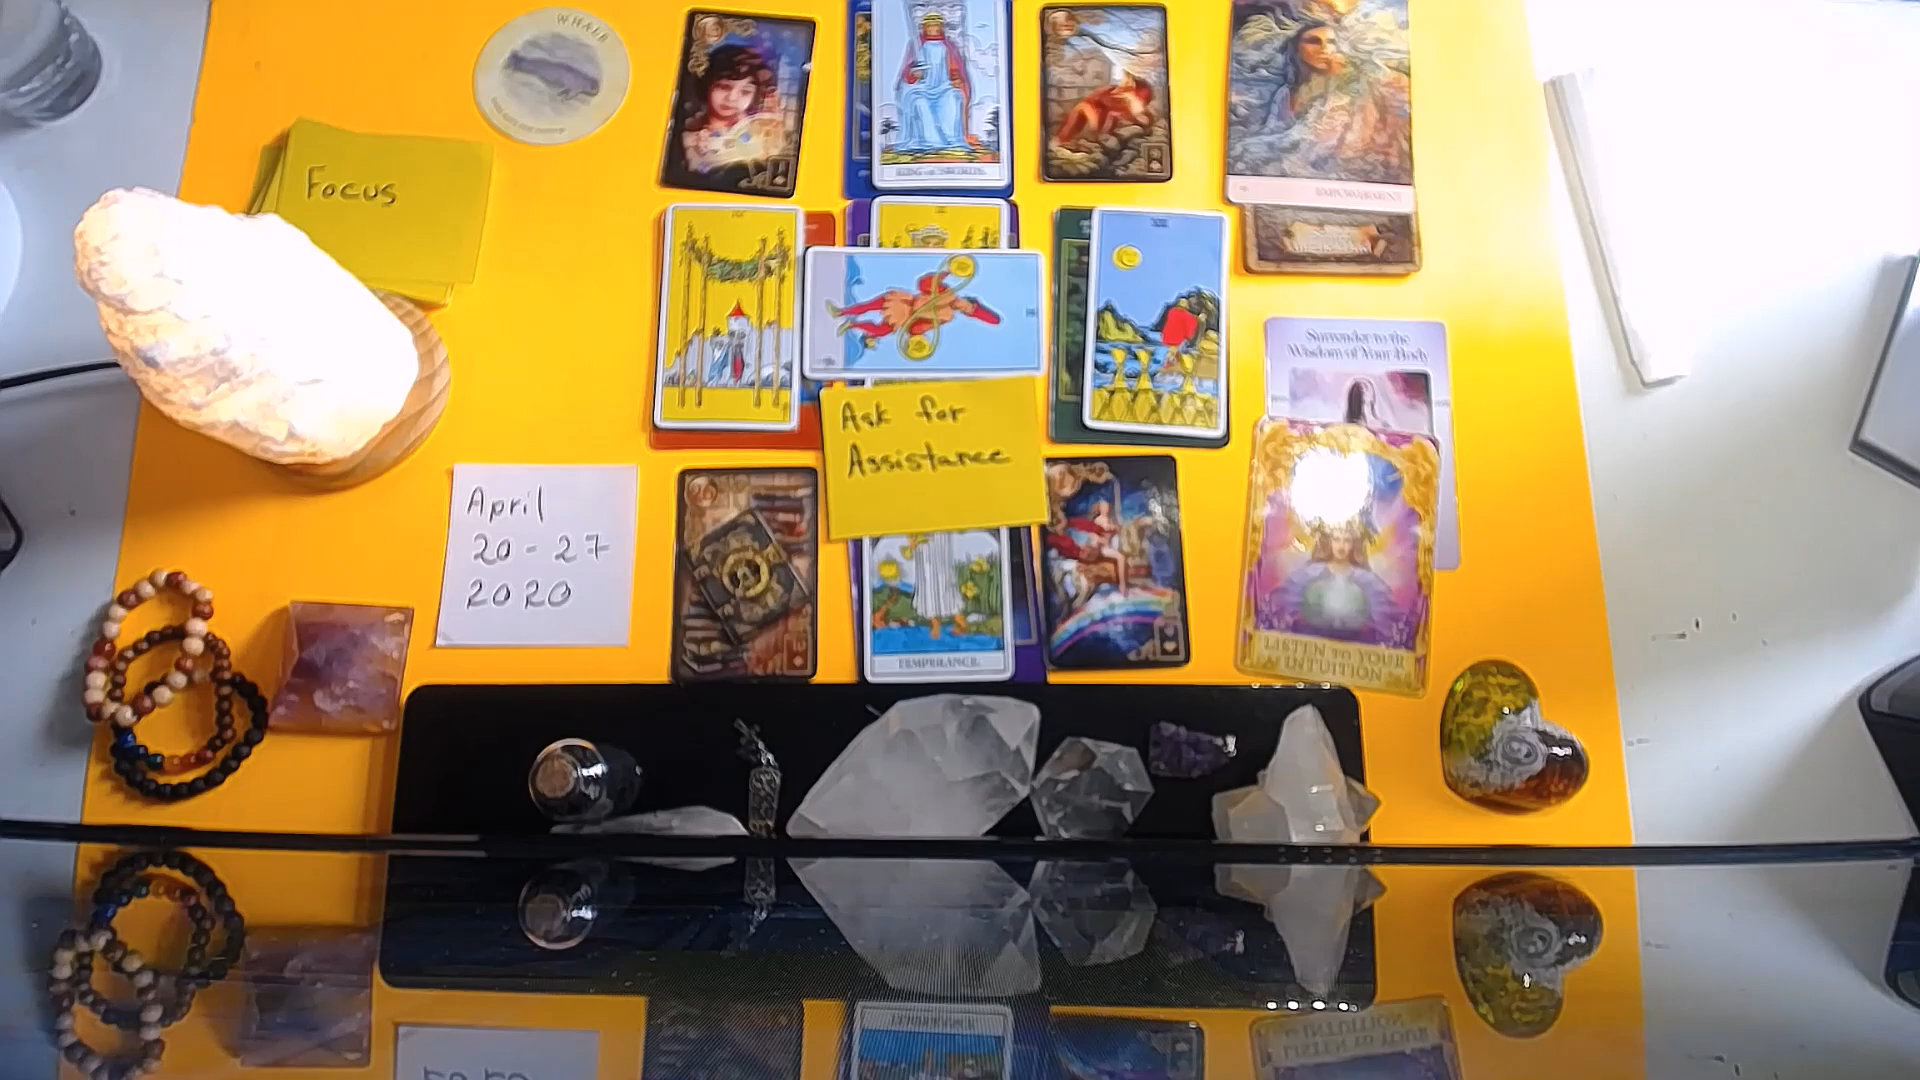 WHALE
KING OF SWORDS.
Focus
EMPOWERMENT
Surrender to the
Wisdom of Your Body
Ask for
Assistance
April
20 - 27
2020
TEMPERANCE.
LISTEN TO YOUR
INTUITION